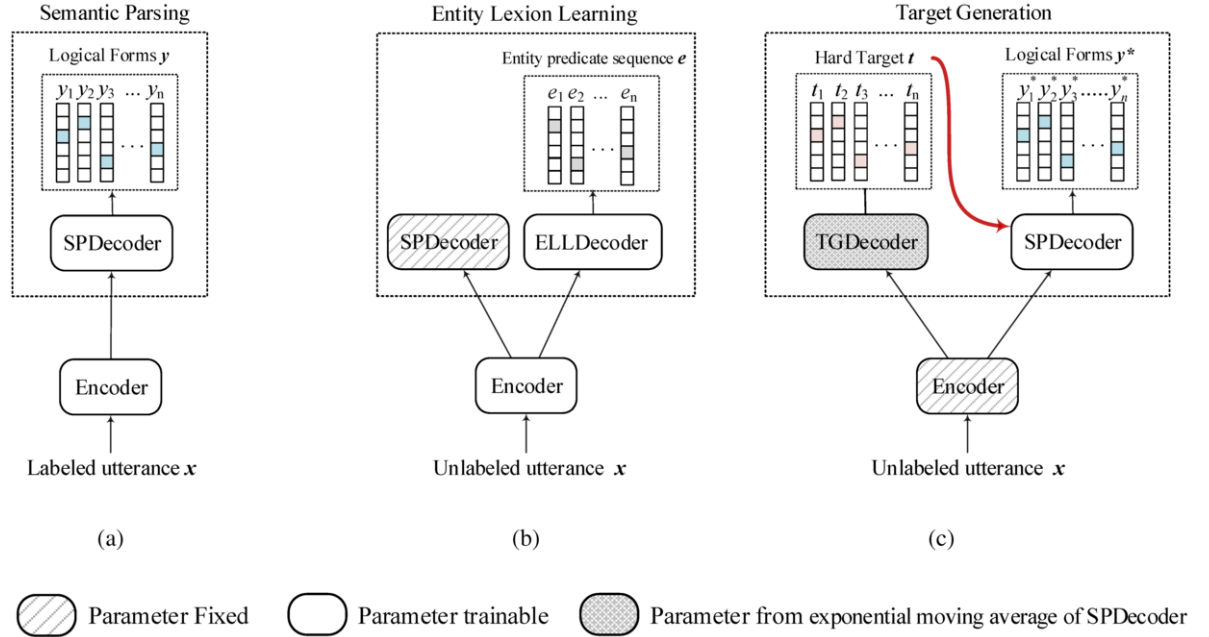 Semantic Parsing
Logical Forms y
y1 y2 y3 ... yn
...
SPDecoder
Encoder
Labeled utterance x
(a)
Entity Lexion Learning
Entity predicate sequence e
e1 e2 ... en
...
SPDecoder
ELLDecoder
Encoder
Unlabeled utterance x
(b)
Target Generation
Hard Target t
t1 t2 t3 ... tn
...
Logical Forms y*
y1* y2* y3* ..... yn*
...
TGDecoder
SPDecoder
Encoder
Unlabeled utterance x
(c)
Parameter Fixed
Parameter trainable
Parameter from exponential moving average of SPDecoder